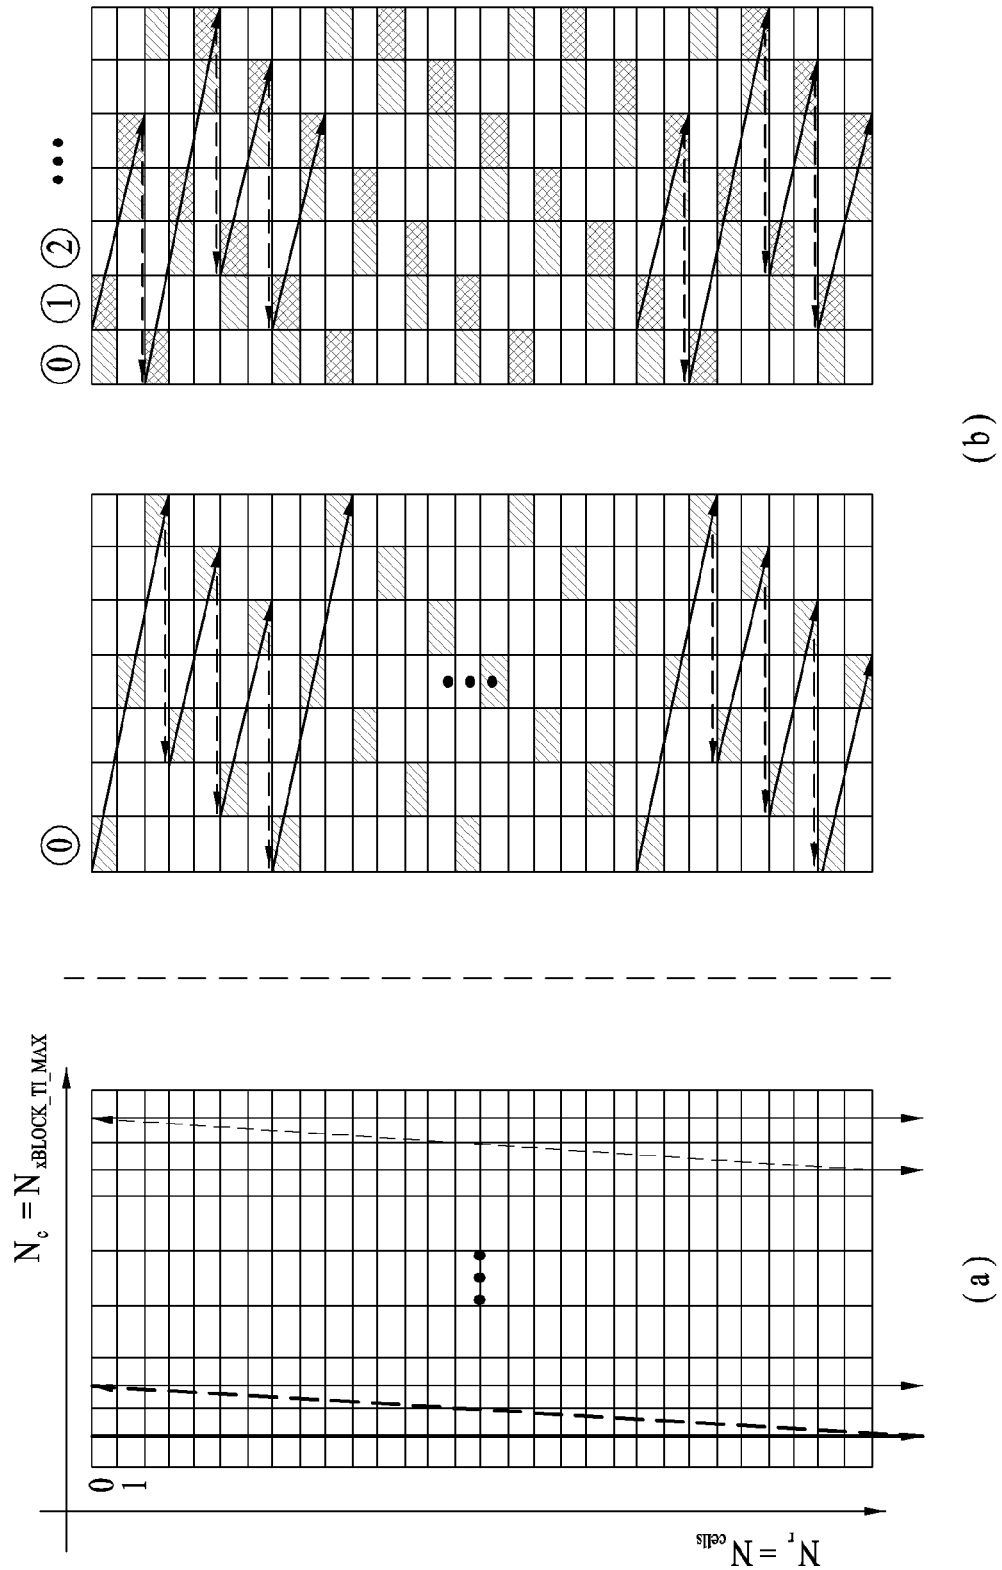 N_c = N_xBLOCK_TI_MAX
0
1
N_r = N_cells
(a)
0
0 1 2 •••
(b)